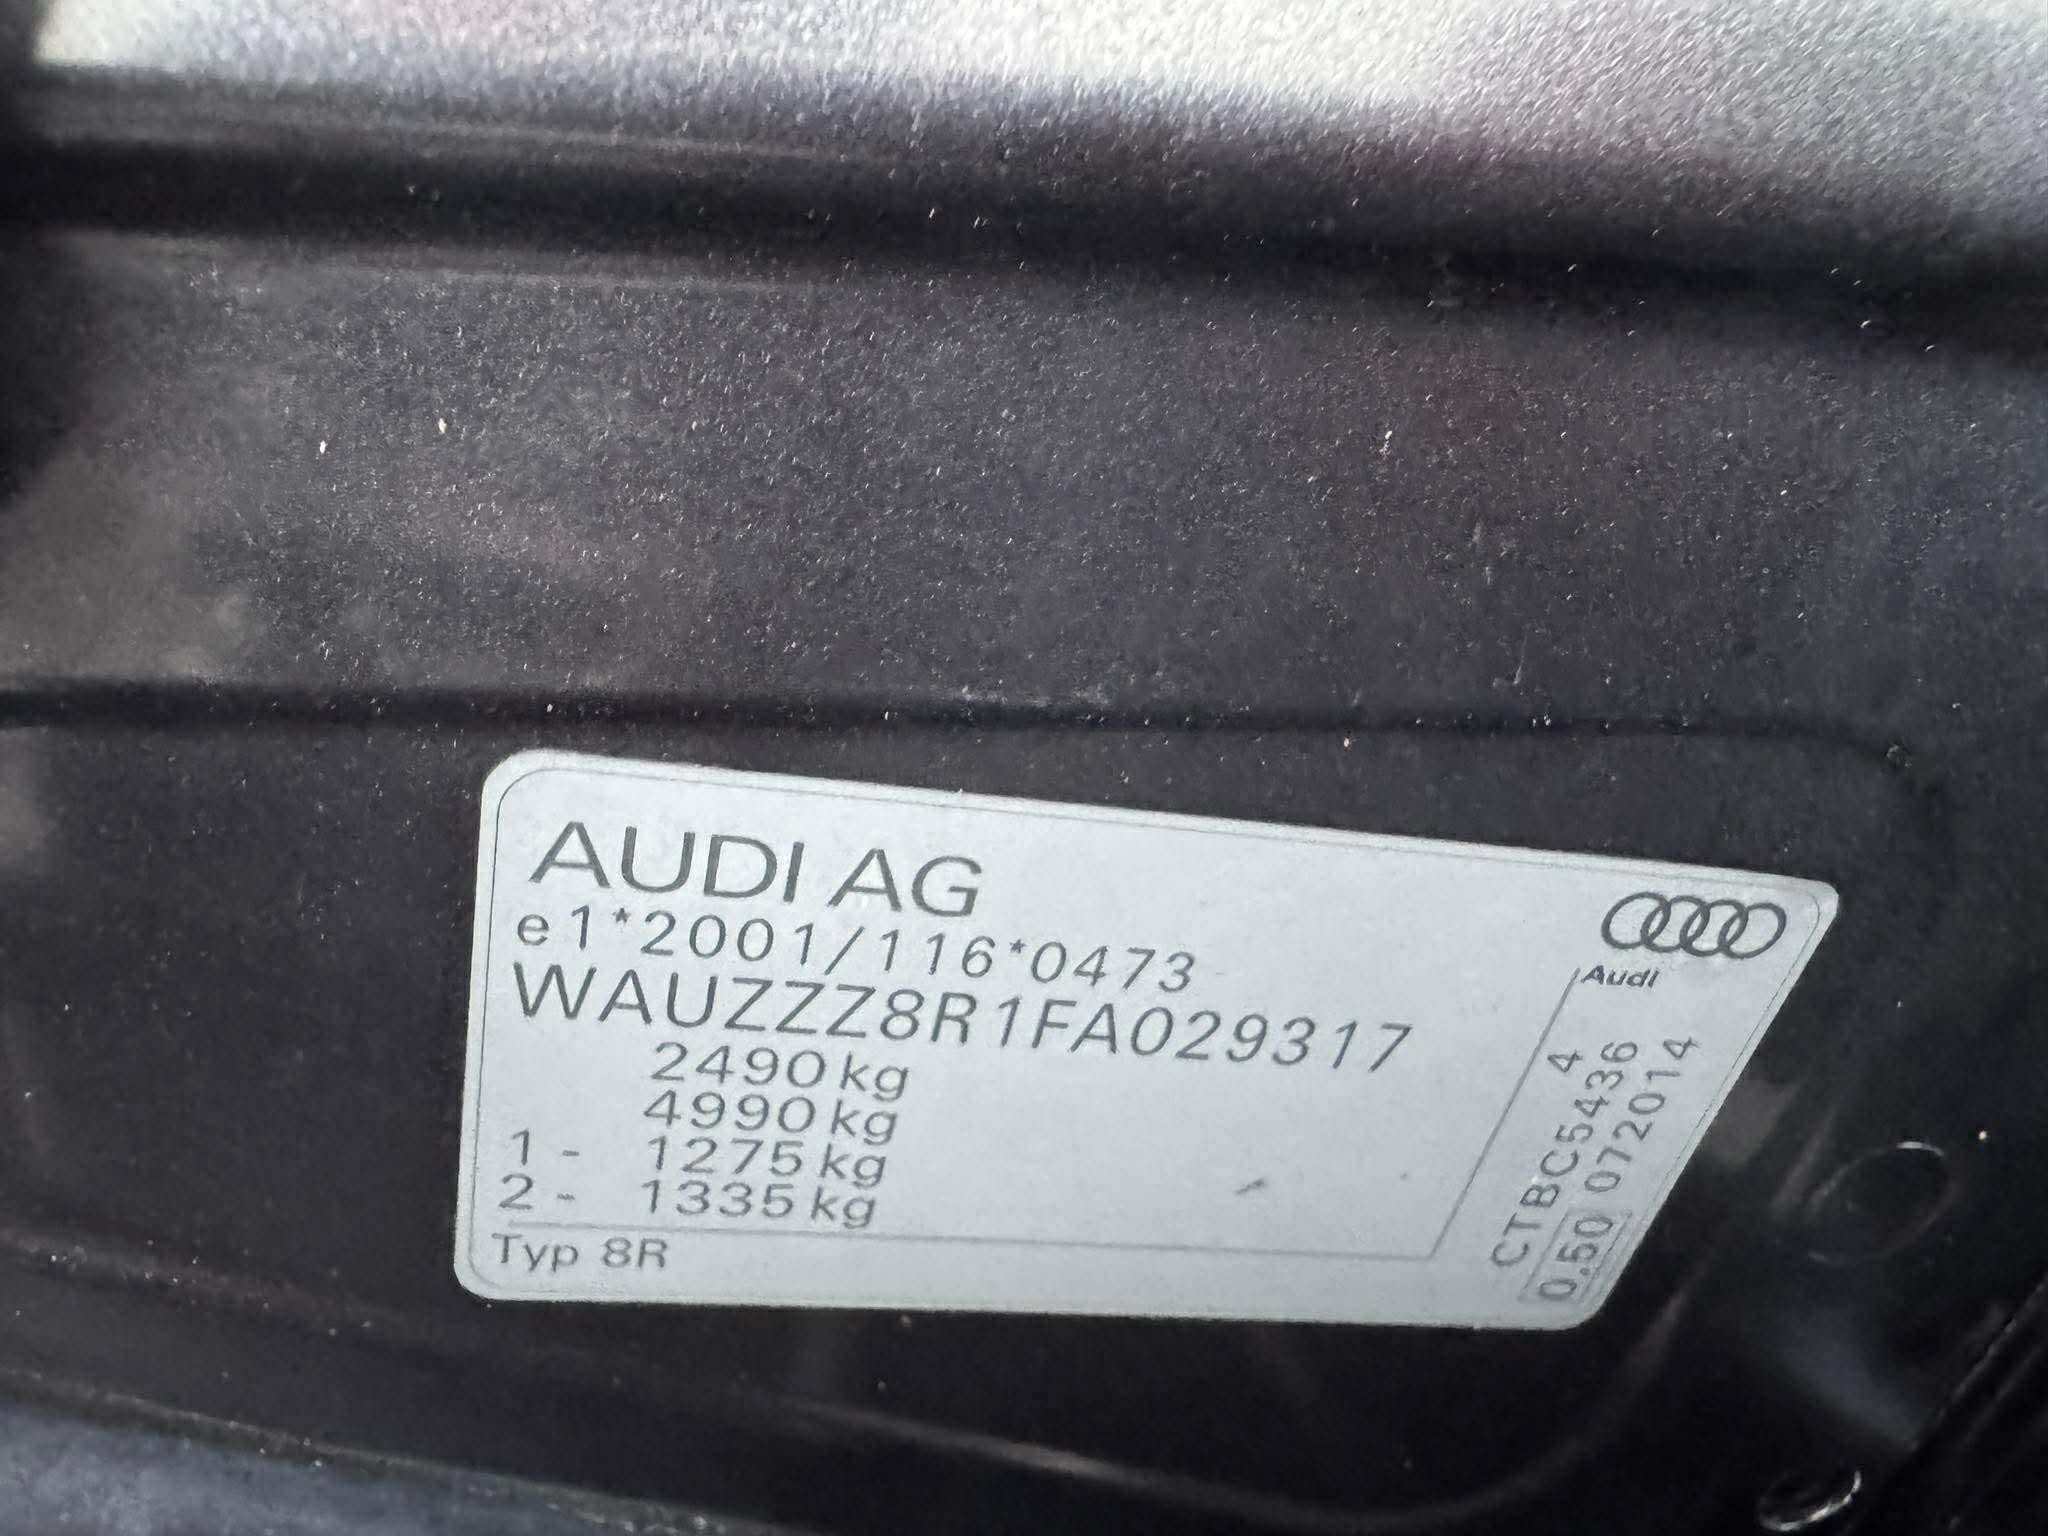 AUDI AG
e1*2001/116*0473
WAUZZZ8R1FA029317
2490 kg
4990 kg
1 - 1275 kg
2 - 1335 kg
Typ 8R
Audi
4
CTBC5436
0.50 072014